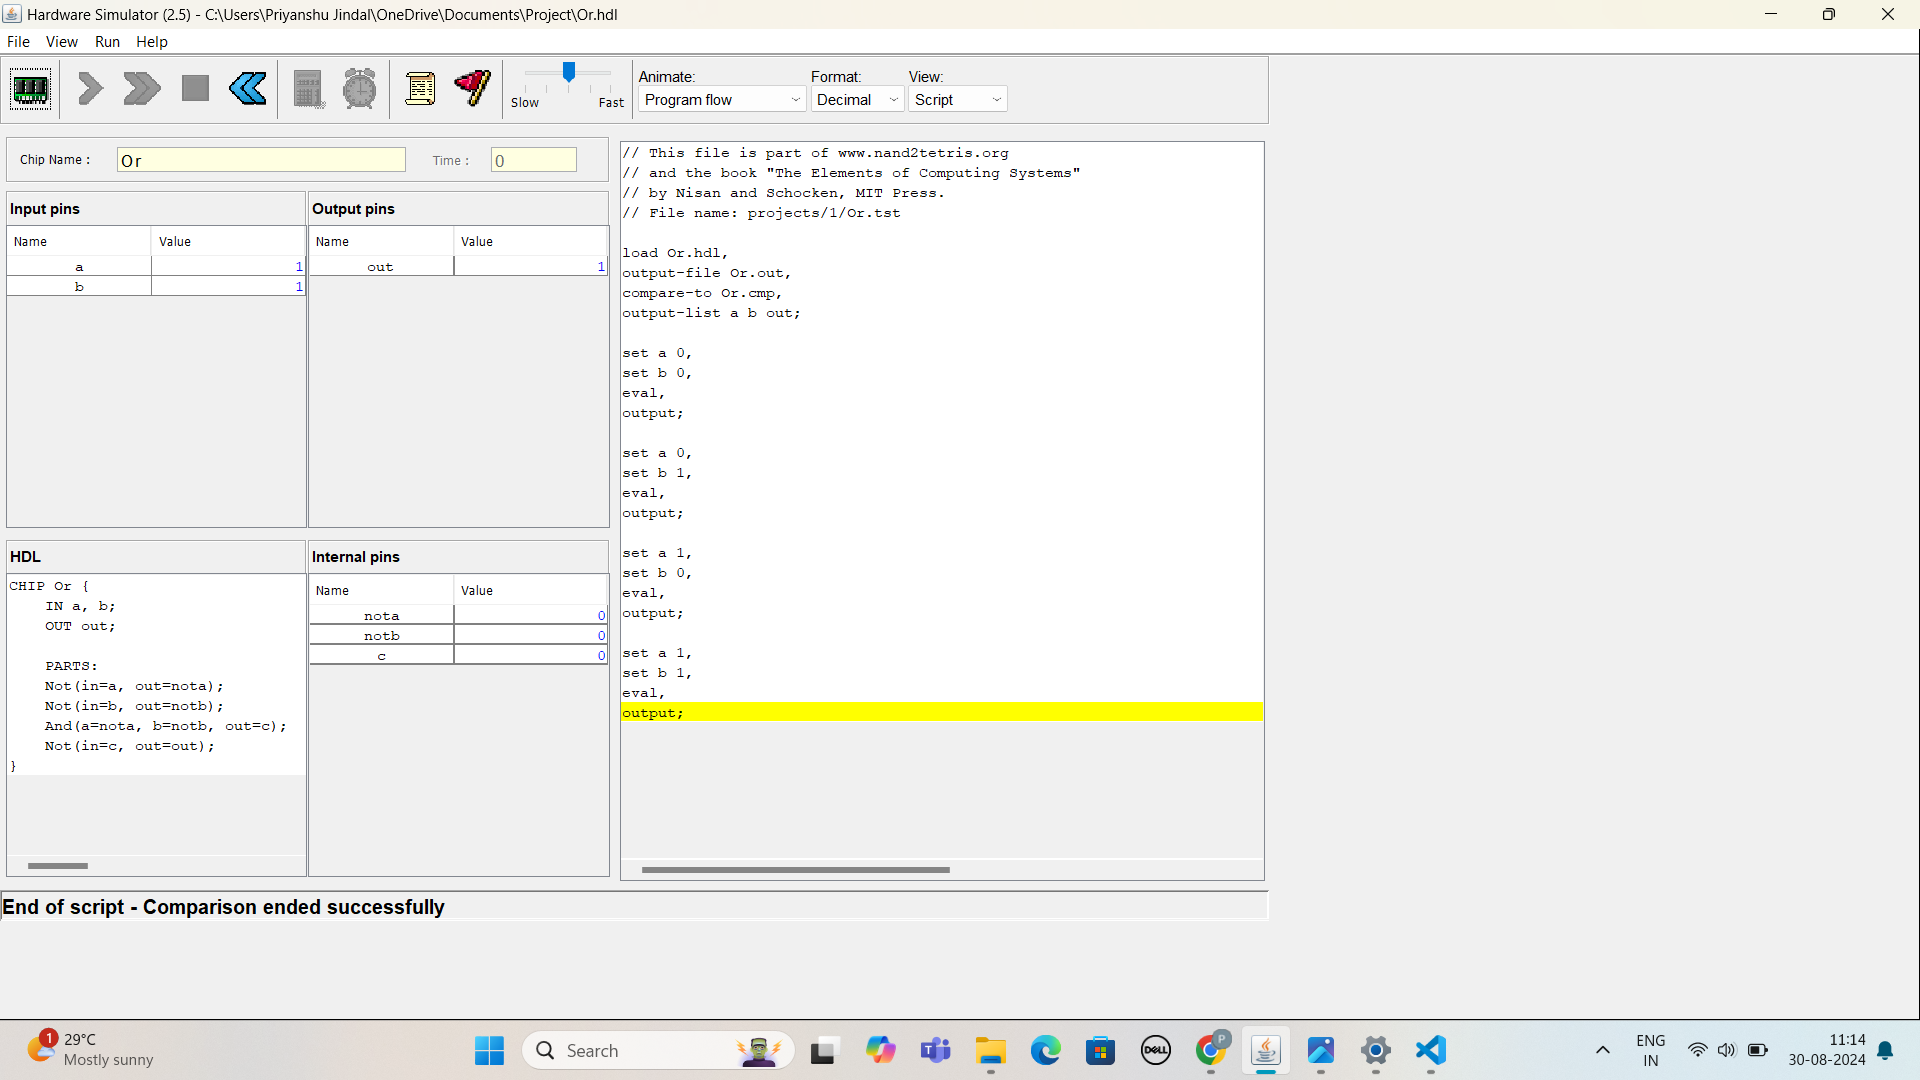 Hardware Simulator (2.5) - C:\Users\Priyanshu Jindal\OneDrive\Documents\Project\Or.hdl
File View Run Help
Slow Fast
Animate: Format: View:
Program flow Decimal Script
Chip Name : Or Time : 0
Input pins
Name Value
a 1
b 1
Output pins
Name Value
out 1
HDL
CHIP Or {
    IN a, b;
    OUT out;

    PARTS:
    Not(in=a, out=nota);
    Not(in=b, out=notb);
    And(a=nota, b=notb, out=c);
    Not(in=c, out=out);
}
Internal pins
Name Value
nota 0
notb 0
c 0
// This file is part of www.nand2tetris.org
// and the book "The Elements of Computing Systems"
// by Nisan and Schocken, MIT Press.
// File name: projects/1/Or.tst

load Or.hdl,
output-file Or.out,
compare-to Or.cmp,
output-list a b out;

set a 0,
set b 0,
eval,
output;

set a 0,
set b 1,
eval,
output;

set a 1,
set b 0,
eval,
output;

set a 1,
set b 1,
eval,
output;
End of script - Comparison ended successfully
1
29°C
Mostly sunny
Search
DELL
P
ENG
IN
11:14
30-08-2024